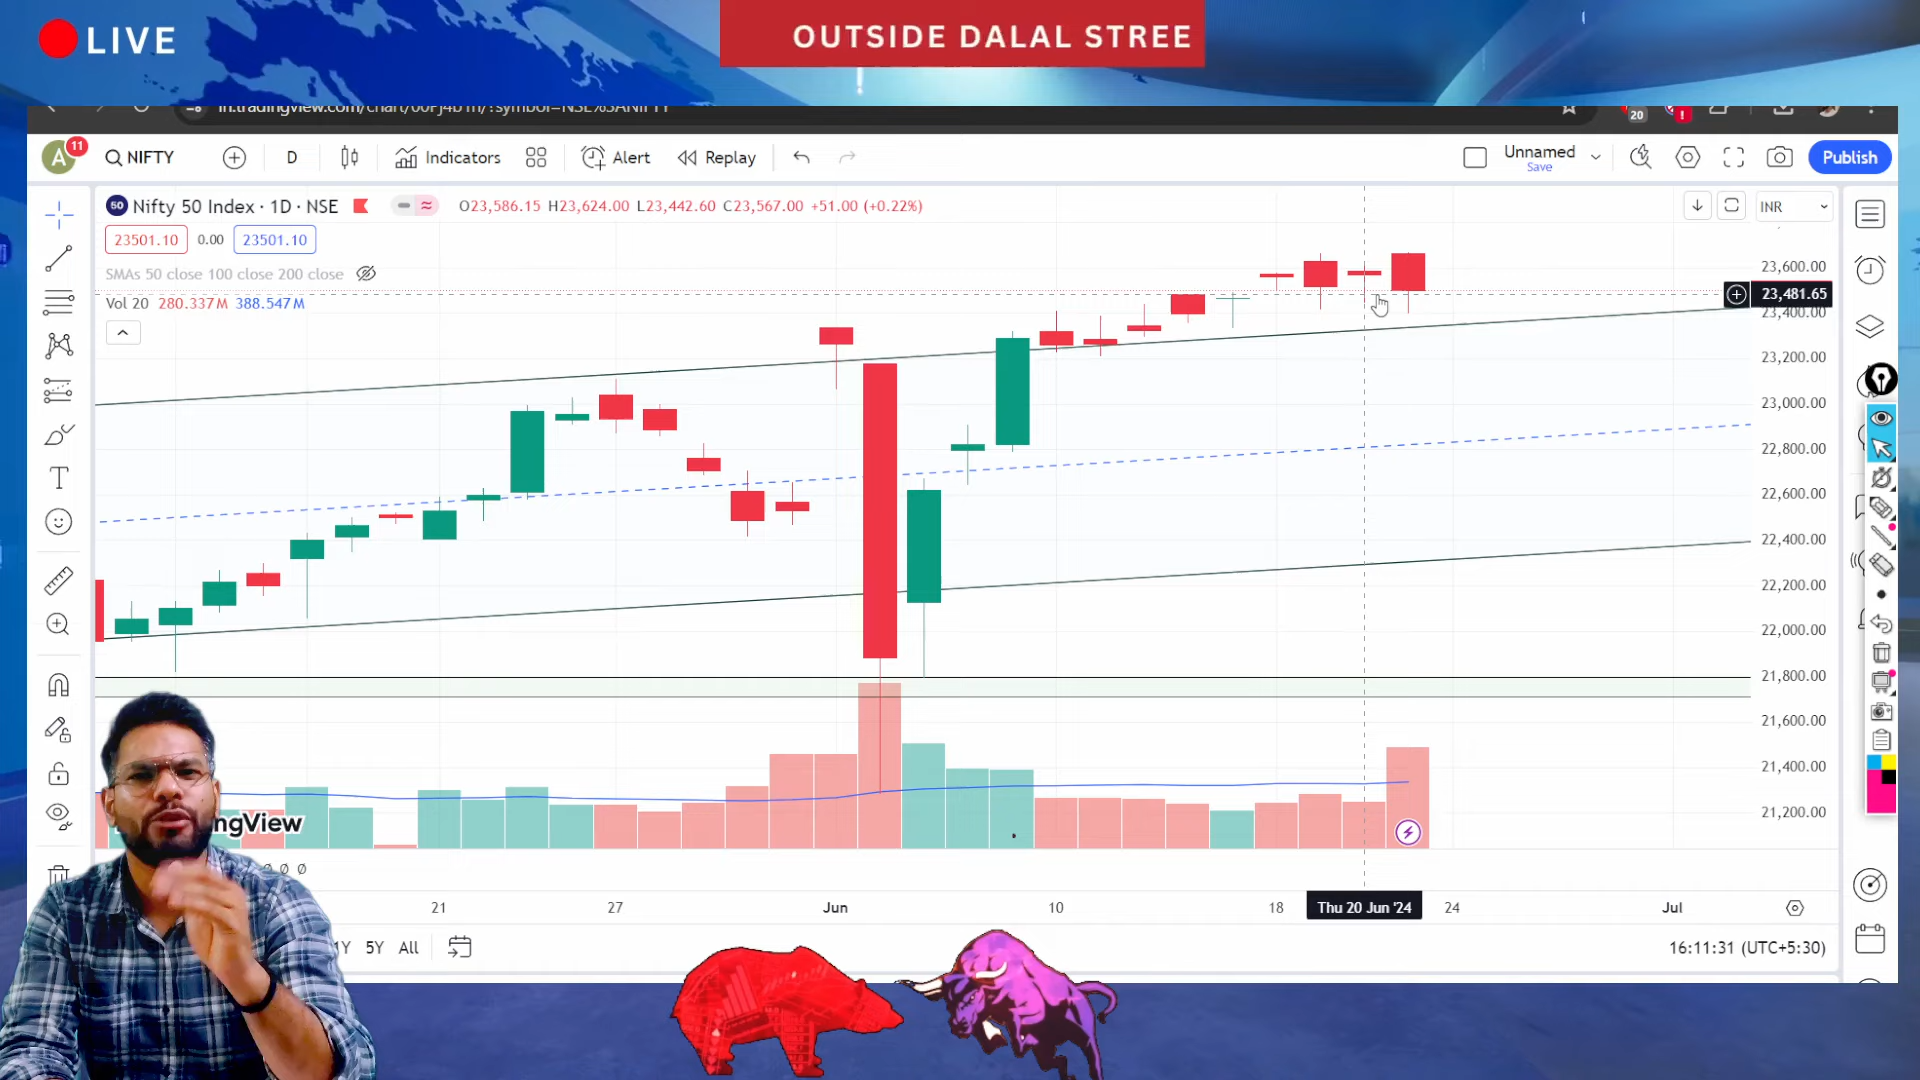 LIVE
OUTSIDE DALAL STREE
20
!
A
11
NIFTY
D
Indicators
Alert
Replay
Unnamed
Save
Publish
50
Nifty 50 Index · 1D · NSE
O23,586.15 H23,624.00 L23,442.60 C23,567.00 +51.00 (+0.22%)
INR
23501.10
0.00
23501.10
SMAs 50 close 100 close 200 close
Vol 20 280.337M 388.547M
23,600.00
23,481.65
23,400.00
23,200.00
23,000.00
22,800.00
22,600.00
22,400.00
22,200.00
22,000.00
21,800.00
21,600.00
21,400.00
21,200.00
ngView
21
27
Jun
10
18
Thu 20 Jun '24
24
Jul
1Y 5Y All
16:11:31 (UTC+5:30)